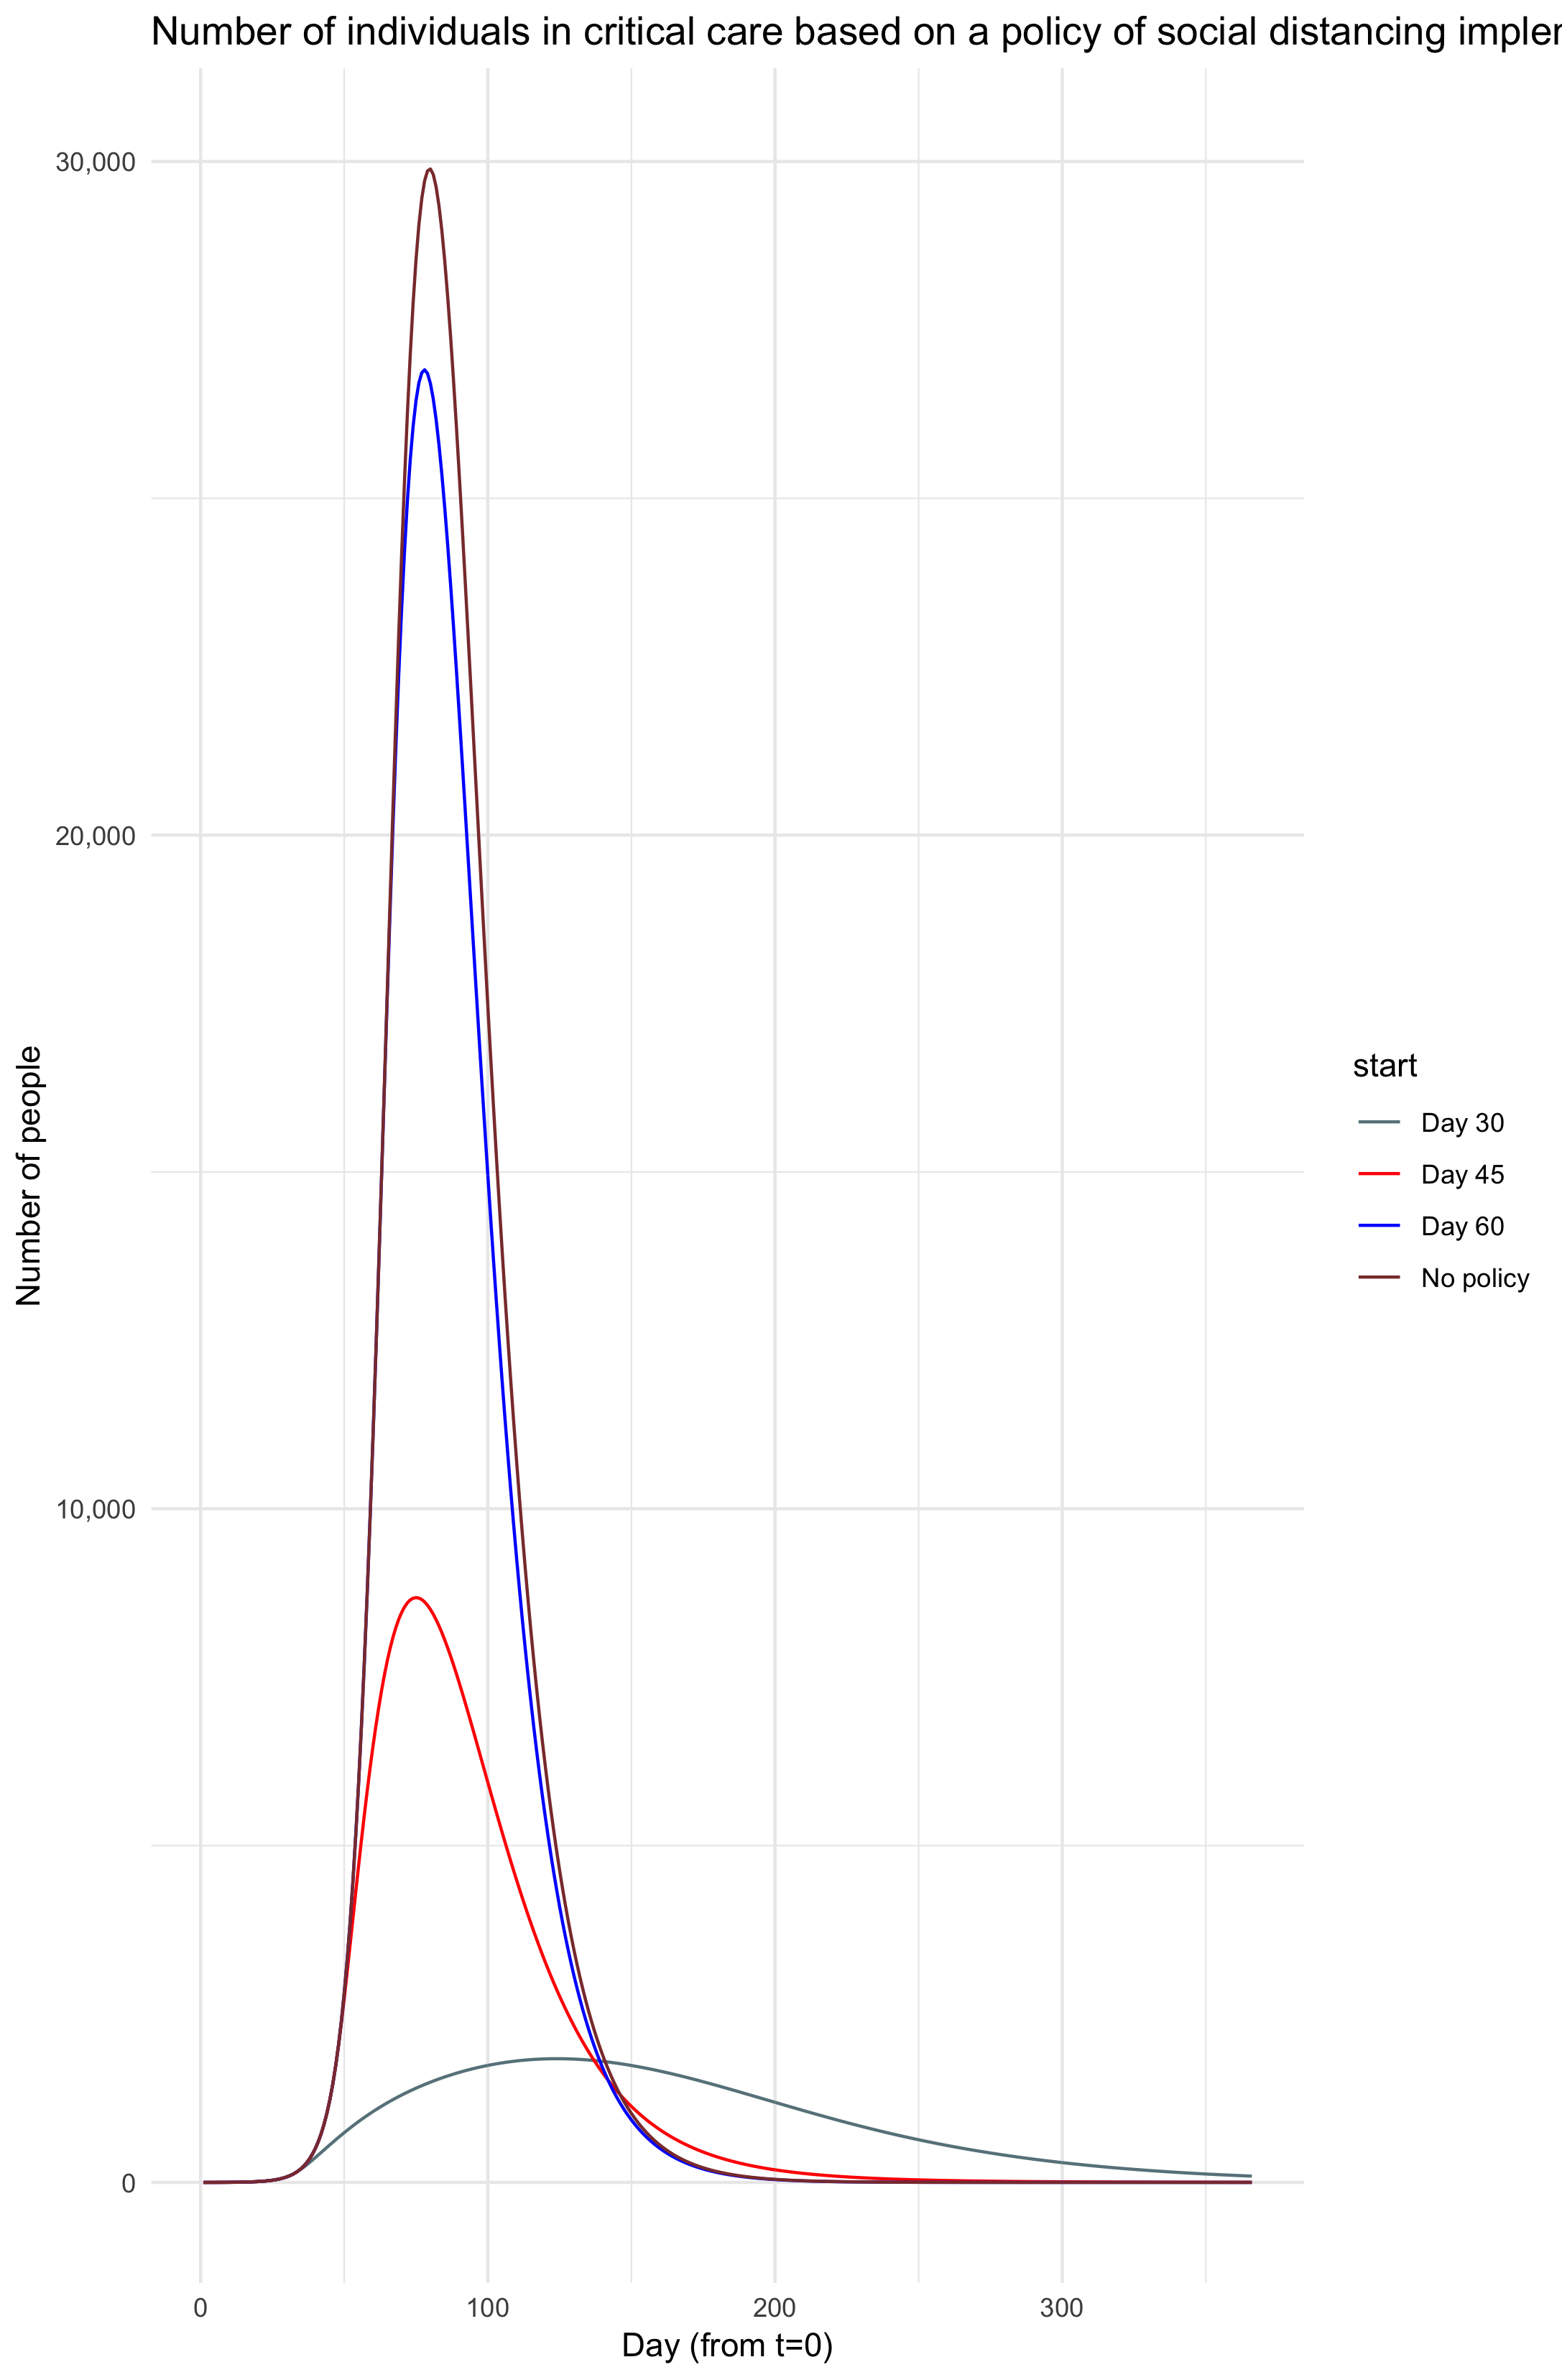 Number of individuals in critical care based on a policy of social distancing
30,000
20,000
10,000
0
Number of people
0 100 200 300
Day (from t=0)
start
Day 30
Day 45
Day 60
No policy